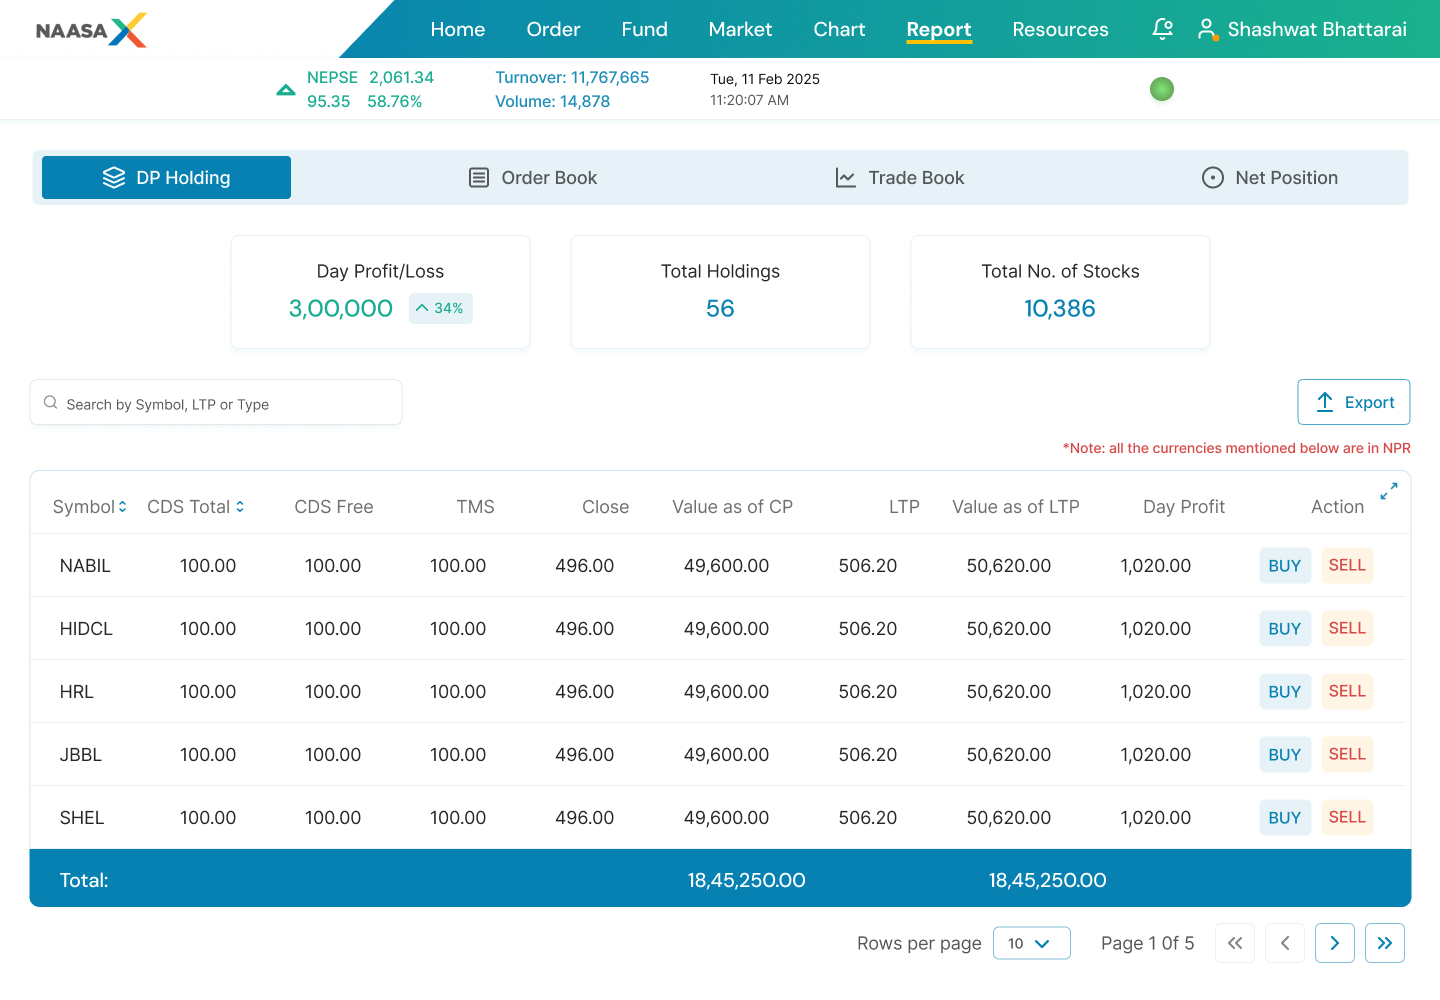 NAASA X
Home Order Fund Market Chart Report Resources Shashwat Bhattarai
NEPSE 2,061.34
95.35 58.76%
Turnover: 11,767,665
Volume: 14,878
Tue, 11 Feb 2025
11:20:07 AM
DP Holding Order Book Trade Book Net Position
Day Profit/Loss
3,00,000 34%
Total Holdings
56
Total No. of Stocks
10,386
Search by Symbol, LTP or Type
Export
*Note: all the currencies mentioned below are in NPR
Symbol CDS Total CDS Free TMS Close Value as of CP LTP Value as of LTP Day Profit Action
NABIL 100.00 100.00 100.00 496.00 49,600.00 506.20 50,620.00 1,020.00 BUY SELL
HIDCL 100.00 100.00 100.00 496.00 49,600.00 506.20 50,620.00 1,020.00 BUY SELL
HRL 100.00 100.00 100.00 496.00 49,600.00 506.20 50,620.00 1,020.00 BUY SELL
JBBL 100.00 100.00 100.00 496.00 49,600.00 506.20 50,620.00 1,020.00 BUY SELL
SHEL 100.00 100.00 100.00 496.00 49,600.00 506.20 50,620.00 1,020.00 BUY SELL
Total: 18,45,250.00 18,45,250.00
Rows per page 10 Page 1 0f 5